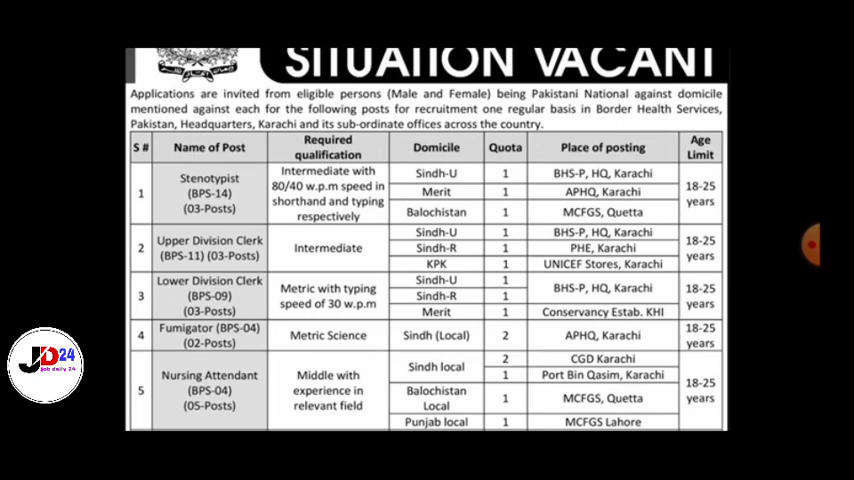 SITUATION VACANT
Applications are invited from eligible persons (Male and Female) being Pakistani National against domicile
mentioned against each for the following posts for recruitment one regular basis in Border Health Services,
Pakistan, Headquarters, Karachi and its sub-ordinate offices across the country.
S # Name of Post Required qualification Domicile Quota Place of posting Age Limit
1 Stenotypist (BPS-14) (03-Posts) Intermediate with 80/40 w.p.m speed in shorthand and typing respectively Sindh-U 1 BHS-P, HQ, Karachi 18-25 years
Merit 1 APHQ, Karachi
Balochistan 1 MCFGS, Quetta
2 Upper Division Clerk (BPS-11) (03-Posts) Intermediate Sindh-U 1 BHS-P, HQ, Karachi 18-25 years
Sindh-R 1 PHE, Karachi
KPK 1 UNICEF Stores, Karachi
3 Lower Division Clerk (BPS-09) (03-Posts) Metric with typing speed of 30 w.p.m Sindh-U 1 BHS-P, HQ, Karachi 18-25 years
Sindh-R 1
Merit 1 Conservancy Estab. KHI
4 Fumigator (BPS-04) (02-Posts) Metric Science Sindh (Local) 2 APHQ, Karachi 18-25 years
5 Nursing Attendant (BPS-04) (05-Posts) Middle with experience in relevant field Sindh local 2 CGD Karachi 18-25 years
1 Port Bin Qasim, Karachi
Balochistan Local 1 MCFGS, Quetta
Punjab local 1 MCFGS Lahore
JD 24
job daily 24